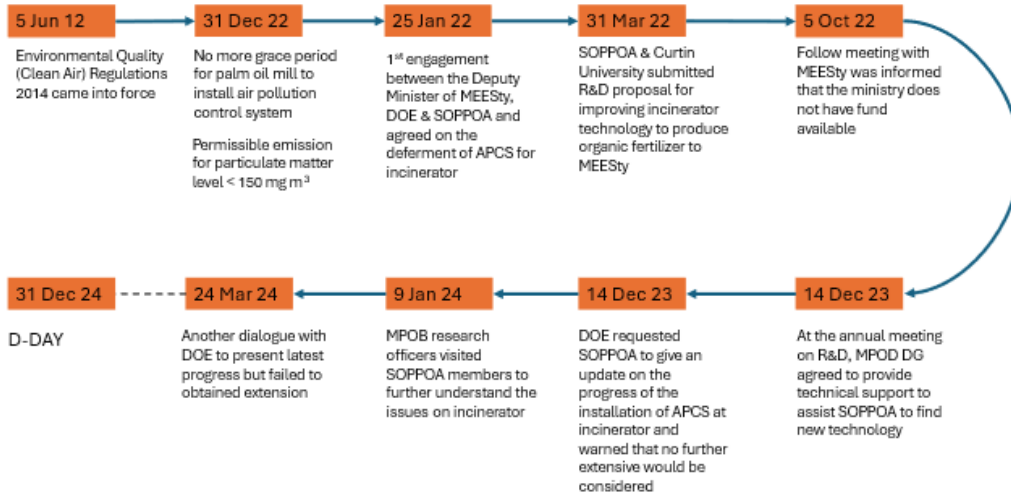 5 Jun 12
Environmental Quality
(Clean Air) Regulations
2014 came into force
31 Dec 22
No more grace period
for palm oil mill to
install air pollution
control system
Permissible emission
for particulate matter
level < 150 mg m³
25 Jan 22
1st engagement
between the Deputy
Minister of MEESty,
DOE & SOPPOA and
agreed on the
deferment of APCS for
incinerator
31 Mar 22
SOPPOA & Curtin
University submitted
R&D proposal for
improving incinerator
technology to produce
organic fertilizer to
MEESty
5 Oct 22
Follow meeting with
MEESty was informed
that the ministry does
not have fund
available
14 Dec 23
At the annual meeting
on R&D, MPOD DG
agreed to provide
technical support to
assist SOPPOA to find
new technology
14 Dec 23
DOE requested
SOPPOA to give an
update on the
progress of the
installation of APCS at
incinerator and
warned that no further
extensive would be
considered
9 Jan 24
MPOB research
officers visited
SOPPOA members to
further understand the
issues on incinerator
24 Mar 24
Another dialogue with
DOE to present latest
progress but failed to
obtained extension
31 Dec 24
D-DAY